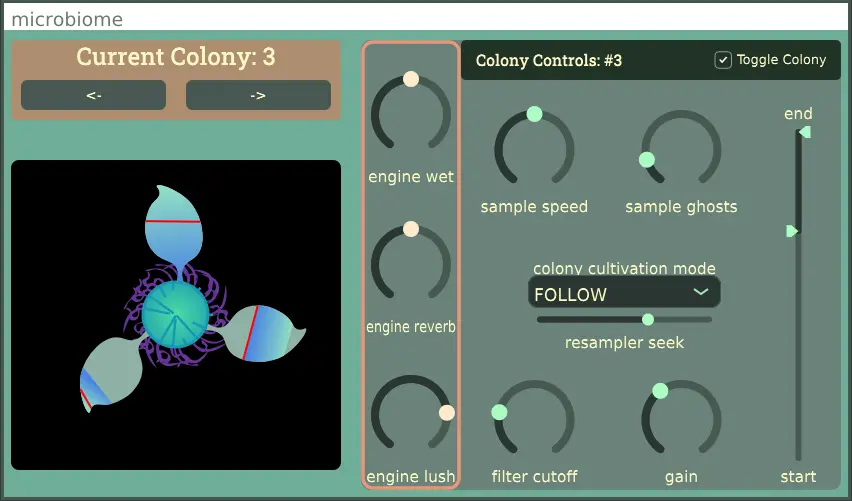 microbiome
Current Colony: 3
<-
->
engine wet
engine reverb
engine lush
Colony Controls: #3
Toggle Colony
sample speed
sample ghosts
colony cultivation mode
FOLLOW
resampler seek
filter cutoff
gain
end
start